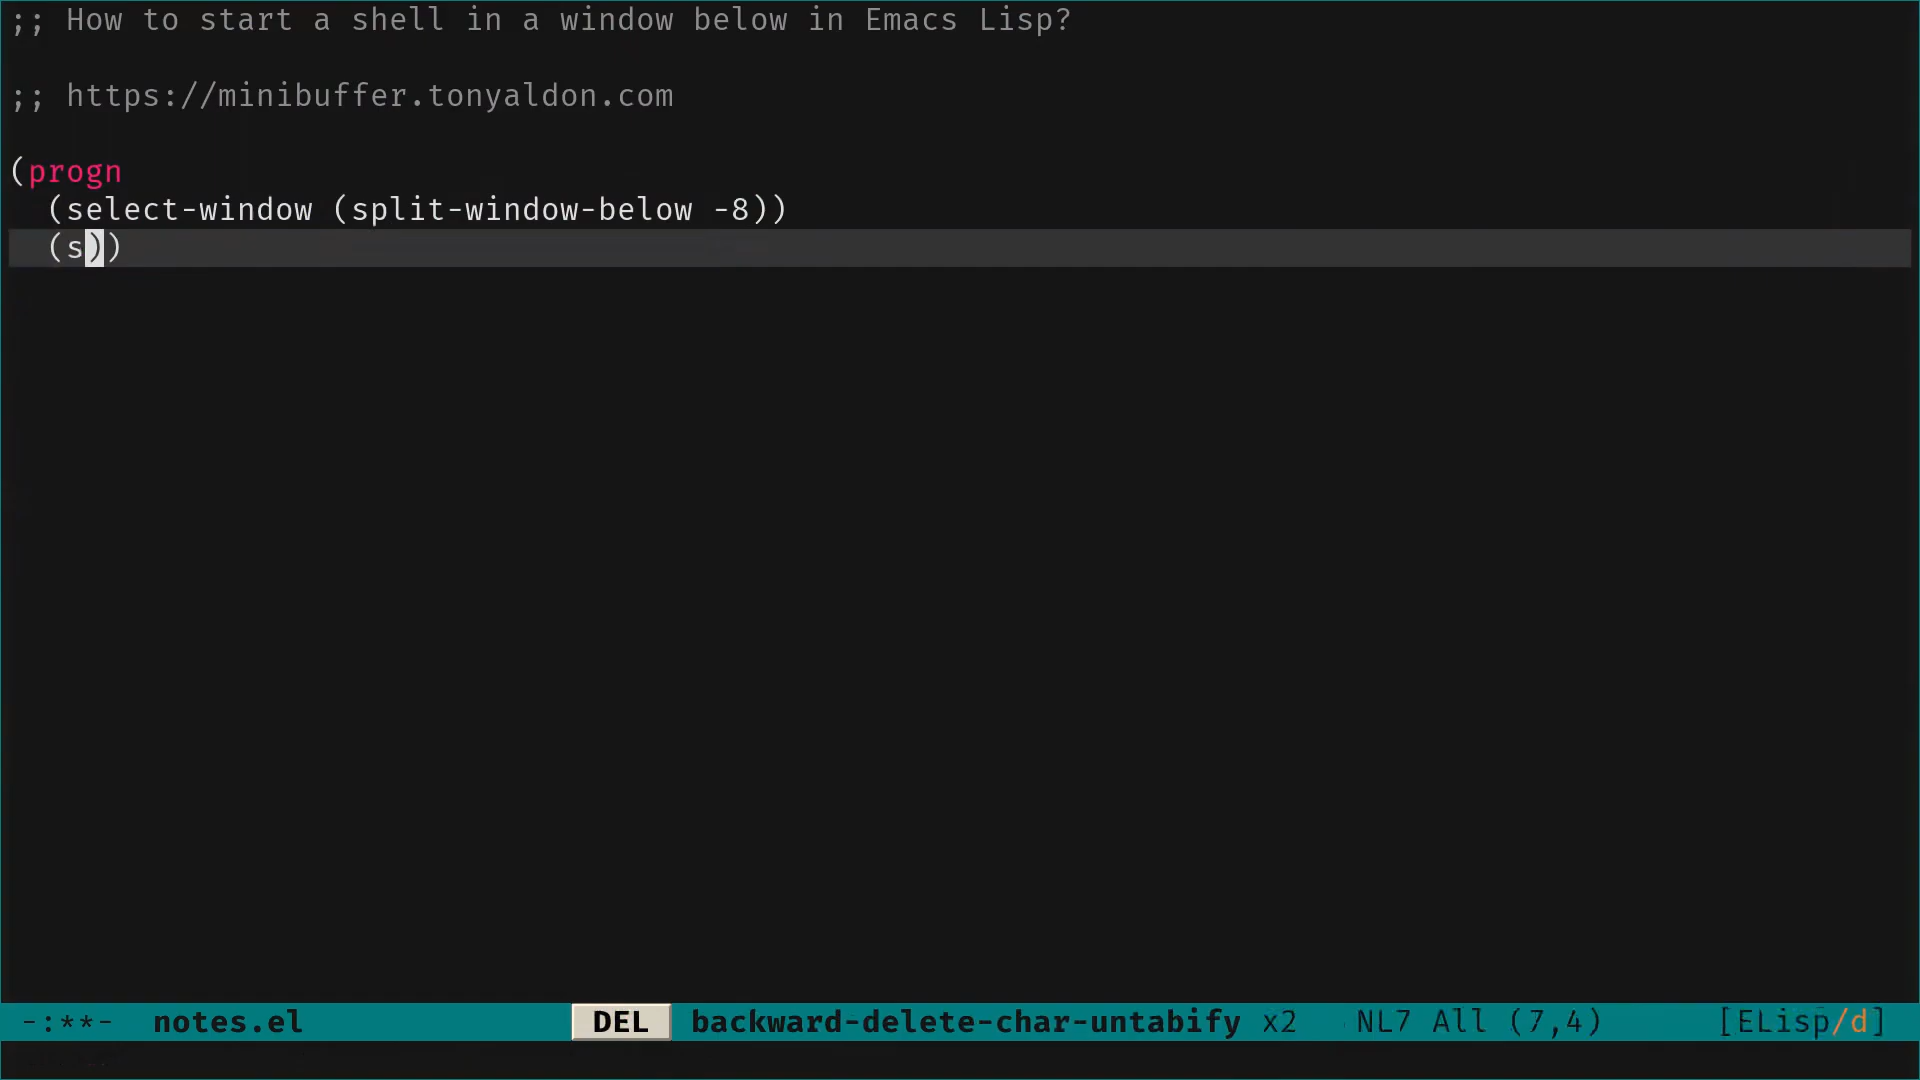 ;; How to start a shell in a window below in Emacs Lisp?
;; https://minibuffer.tonyaldon.com
(progn
  (select-window (split-window-below -8))
  (s))
-:**-  notes.el  DEL  backward-delete-char-untabify x2  NL7 All (7,4)  [ELisp/d]